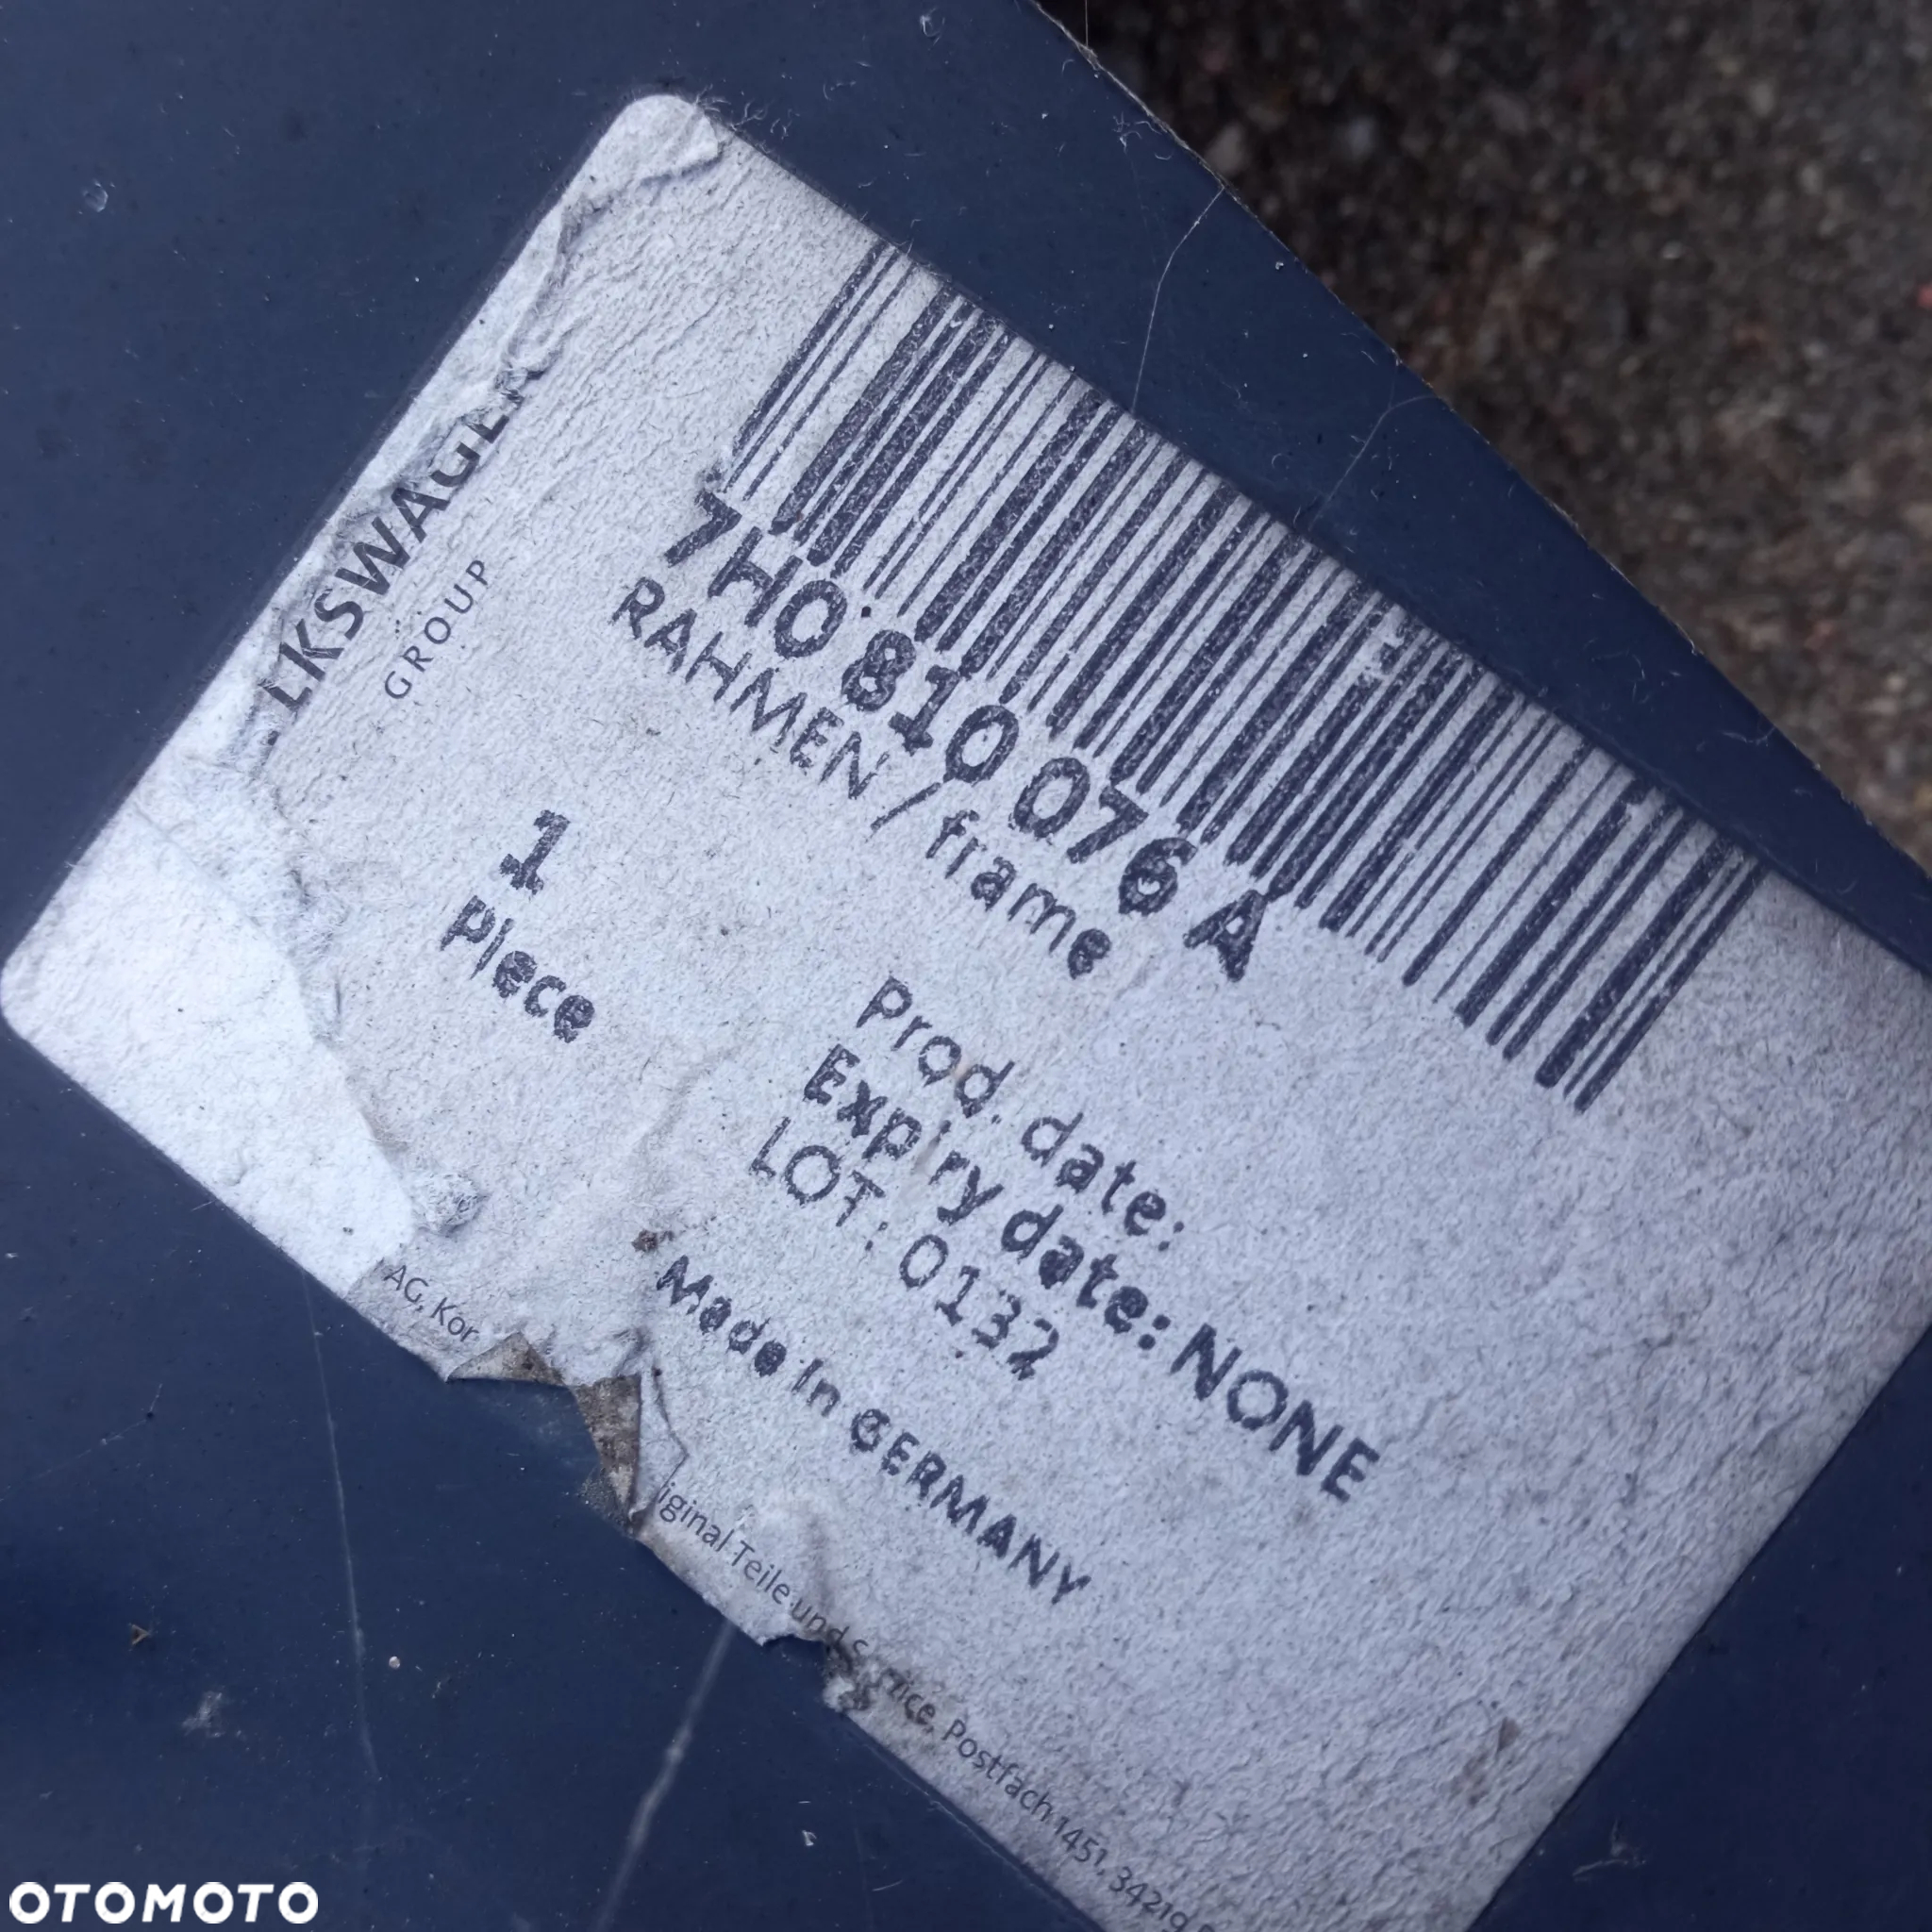 LKSWAGEN
GROUP
7H0 810 076 A
RAHMEN / frame
1
Piece
Prod. date:
Expiry date: NONE
LOT: 0132
Made in GERMANY
AG, Kor
iginal Teile und Service, Postfach 1451, 34219
OTOMOTO